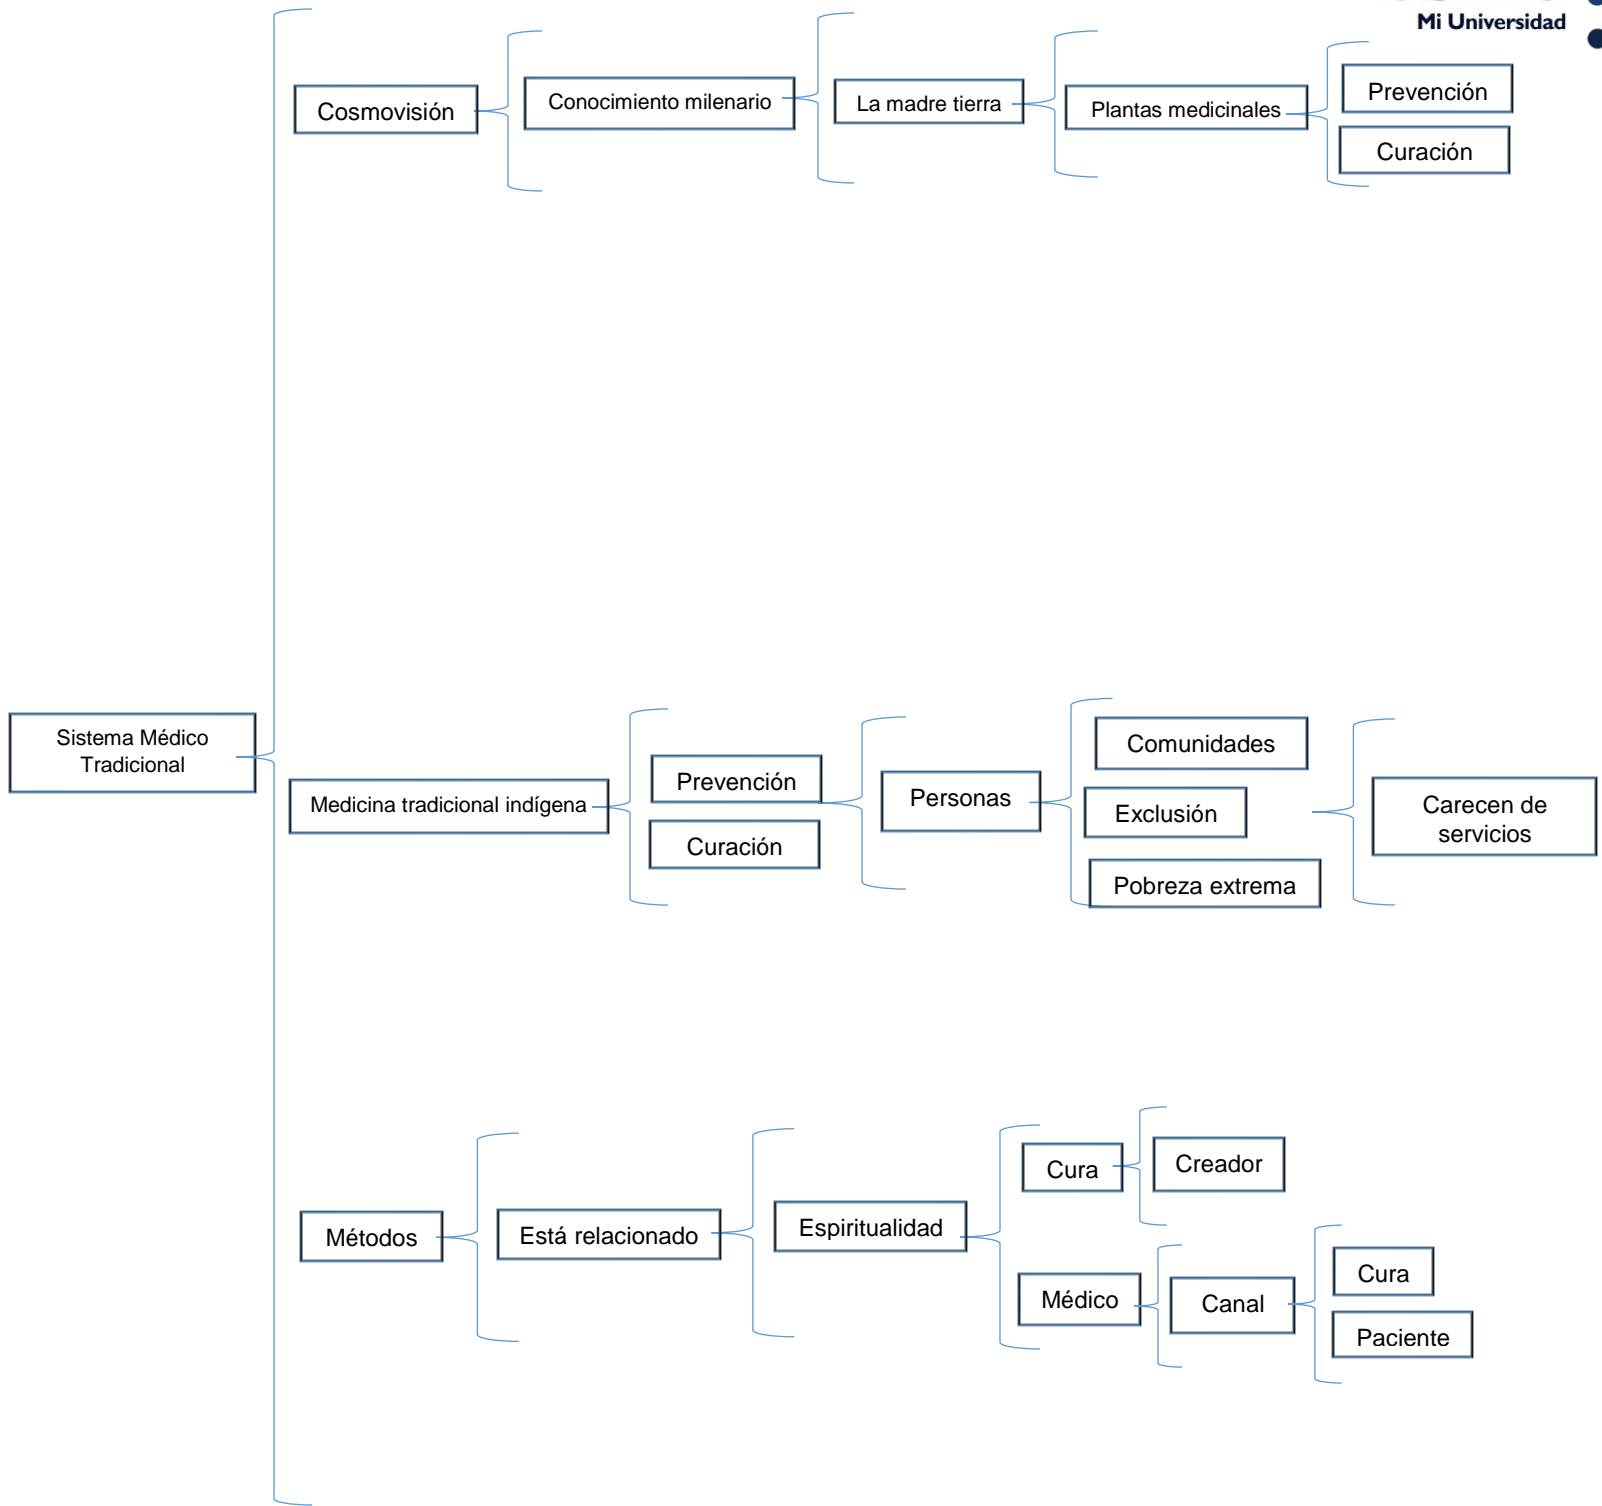 Mi Universidad
Cosmovisión
Conocimiento milenario
La madre tierra
Plantas medicinales
Prevención
Curación
Sistema Médico
Tradicional
Medicina tradicional indígena
Prevención
Curación
Personas
Comunidades
Exclusión
Pobreza extrema
Carecen de
servicios
Métodos
Está relacionado
Espiritualidad
Cura
Creador
Médico
Canal
Cura
Paciente